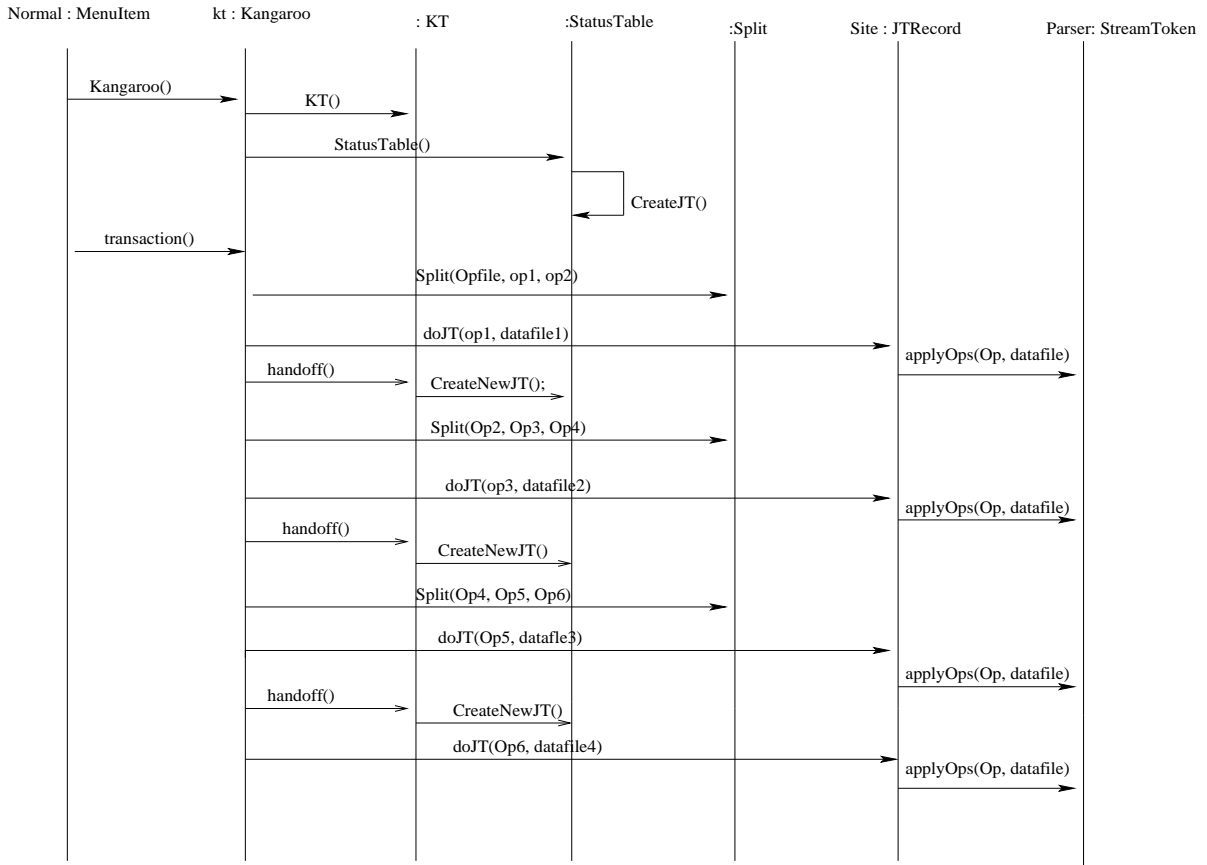 Normal : MenuItem
kt : Kangaroo
: KT
:StatusTable
:Split
Site : JTRecord
Parser: StreamToken
Kangaroo()
KT()
StatusTable()
CreateJT()
transaction()
Split(Opfile, op1, op2)
doJT(op1, datafile1)
applyOps(Op, datafile)
handoff()
CreateNewJT();
Split(Op2, Op3, Op4)
doJT(op3, datafile2)
applyOps(Op, datafile)
handoff()
CreateNewJT()
Split(Op4, Op5, Op6)
doJT(Op5, datafle3)
applyOps(Op, datafile)
handoff()
CreateNewJT()
doJT(Op6, datafile4)
applyOps(Op, datafile)